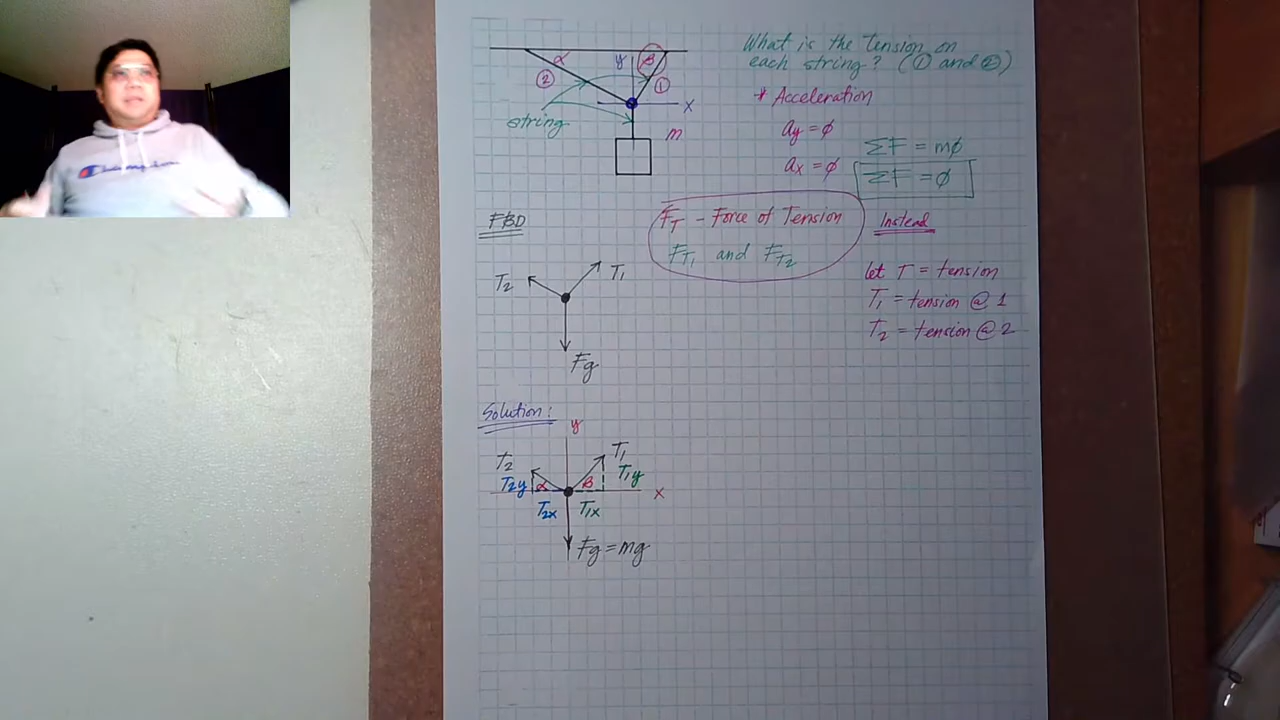 What is the tension on
each string? (① and ②)
α
y
β
②
①
x
string
m
* Acceleration
ay = ϕ
ax = ϕ
ΣF = mϕ
ΣF = ϕ
FBD
FT - Force of Tension
FT1 and FT2
Instead
let T = tension
T1 = tension @ 1
T2 = tension @ 2
T2
T1
Fg
Solution:
y
T2
T1
T2y
α
β
T1y
x
T2x
T1x
Fg = mg
Champion